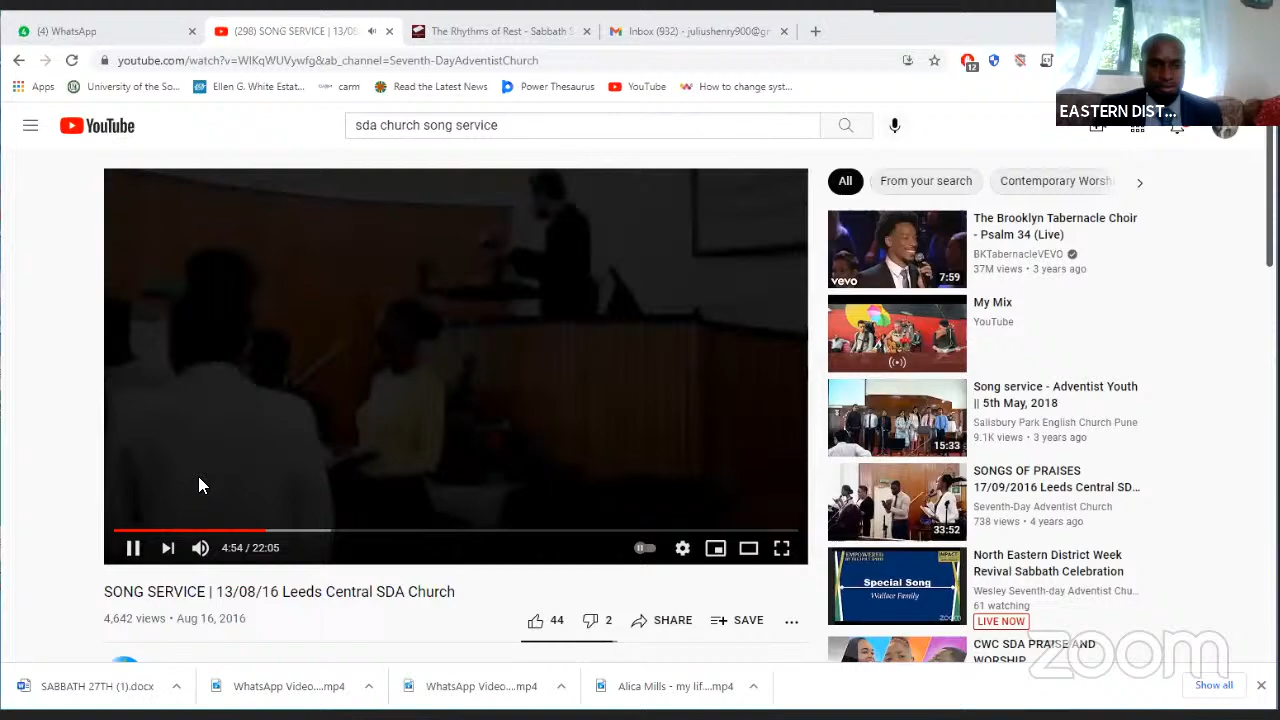 (4) WhatsApp
(298) SONG SERVICE | 13/08
The Rhythms of Rest - Sabbath S
Inbox (932) - juliushenry900@gr
youtube.com/watch?v=WIKqWUVywfg&ab_channel=Seventh-DayAdventistChurch
12
Apps
University of the So...
Ellen G. White Estat...
carm
Read the Latest News
Power Thesaurus
YouTube
How to change syst...
EASTERN DIST...
YouTube
sda church song service
All
From your search
Contemporary Worshi
The Brooklyn Tabernacle Choir
- Psalm 34 (Live)
BKTabernacleVEVO
37M views • 3 years ago
vevo
7:59
My Mix
YouTube
Song service - Adventist Youth
|| 5th May, 2018
Salisbury Park English Church Pune
9.1K views • 3 years ago
15:33
SONGS OF PRAISES
17/09/2016 Leeds Central SD...
Seventh-Day Adventist Church
738 views • 4 years ago
33:52
North Eastern District Week
Revival Sabbath Celebration
Wesley Seventh-day Adventist Chu...
61 watching
LIVE NOW
Special Song
Wallace Family
zoom
CWC SDA PRAISE AND
WORSHIP
4:54 / 22:05
SONG SERVICE | 13/08/16 Leeds Central SDA Church
4,642 views • Aug 16, 2016
44
2
SHARE
SAVE
zoom
SABBATH 27TH (1).docx
WhatsApp Video....mp4
WhatsApp Video....mp4
Alica Mills - my lif....mp4
Show all